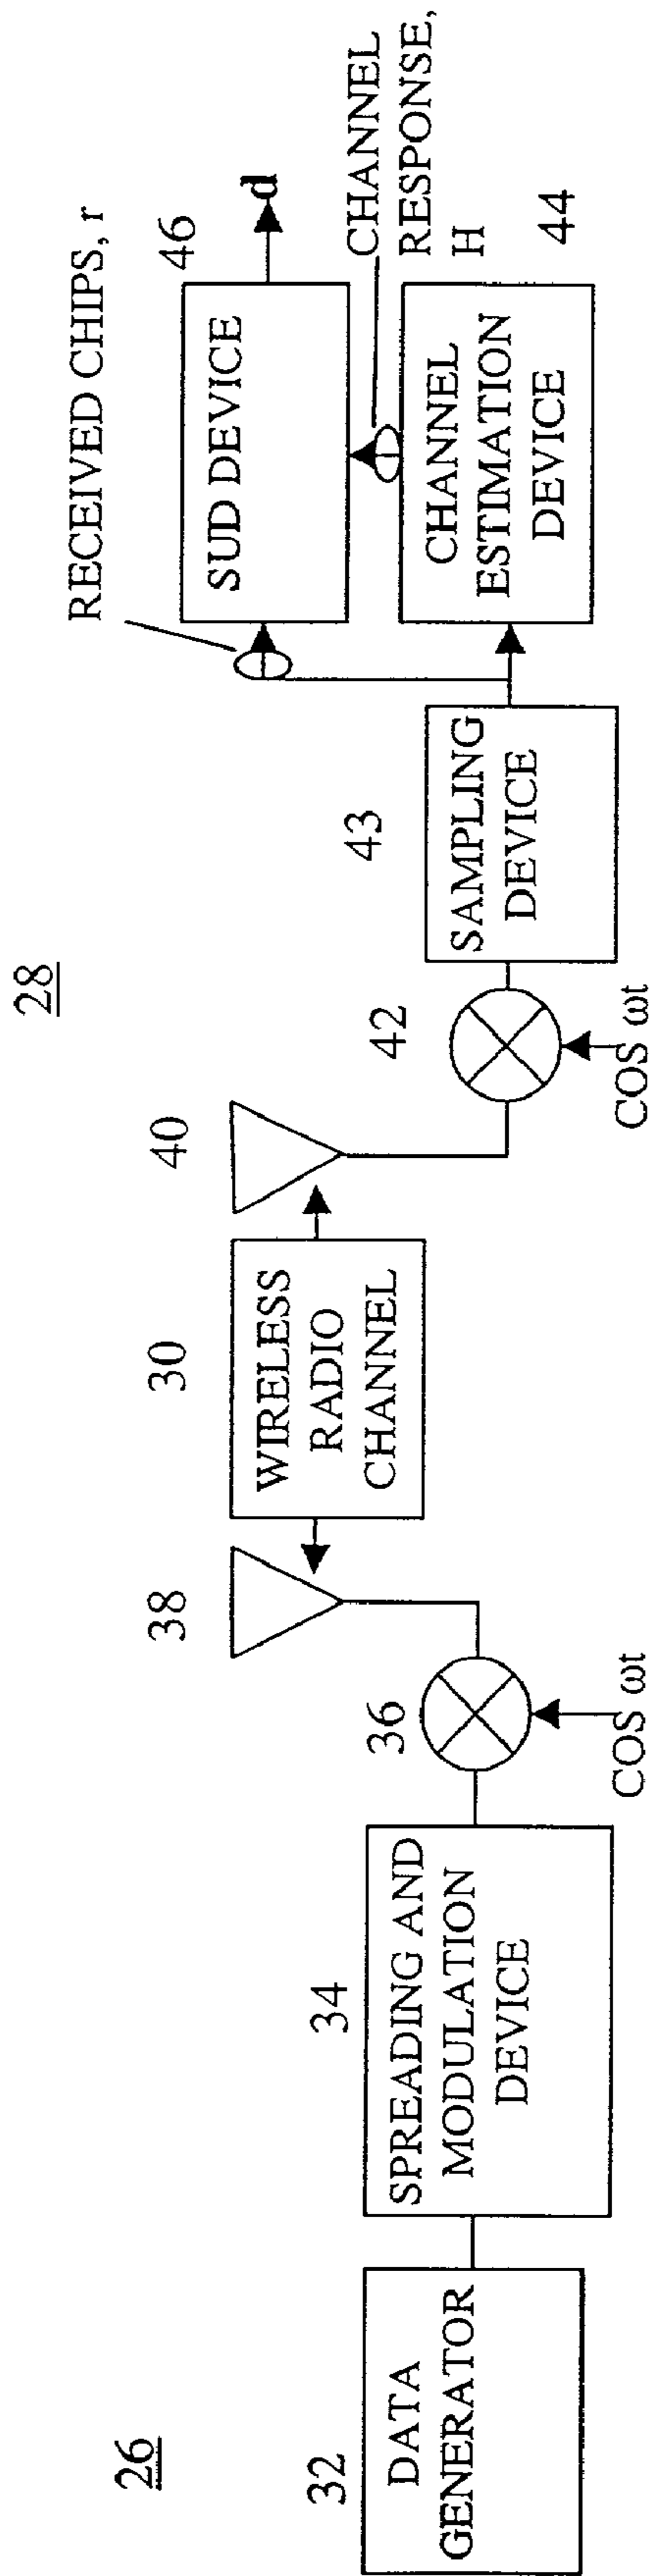 26
28
32
DATA
GENERATOR
34
SPREADING AND
MODULATION
DEVICE
36
COS ωt
38
30
WIRELESS
RADIO
CHANNEL
40
42
COS ωt
43
SAMPLING
DEVICE
RECEIVED CHIPS, r
46
SUD DEVICE
d
CHANNEL
RESPONSE,
H
44
CHANNEL
ESTIMATION
DEVICE